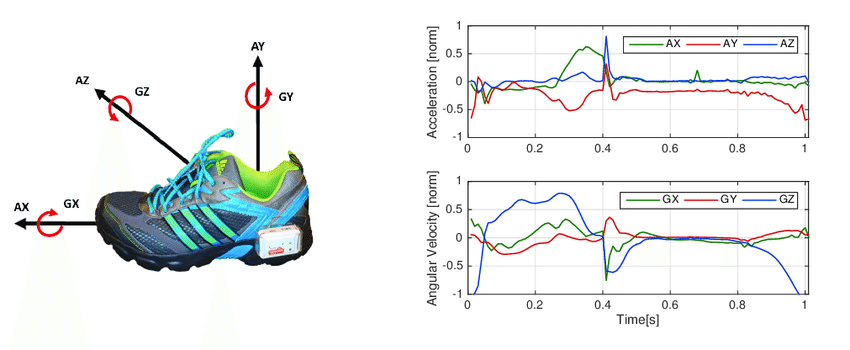 AY
AZ
GZ
GY
AX
GX
Acceleration [norm]
1
0.5
0
-0.5
-1
AX AY AZ
0 0.2 0.4 0.6 0.8 1
Angular Velocity [norm]
1
0.5
0
-0.5
-1
GX GY GZ
0 0.2 0.4 0.6 0.8 1
Time[s]